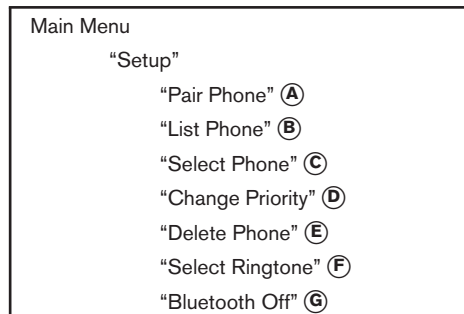 Main Menu
“Setup”
“Pair Phone” Ⓐ
“List Phone” Ⓑ
“Select Phone” Ⓒ
“Change Priority” Ⓓ
“Delete Phone” Ⓔ
“Select Ringtone” Ⓕ
“Bluetooth Off” Ⓖ